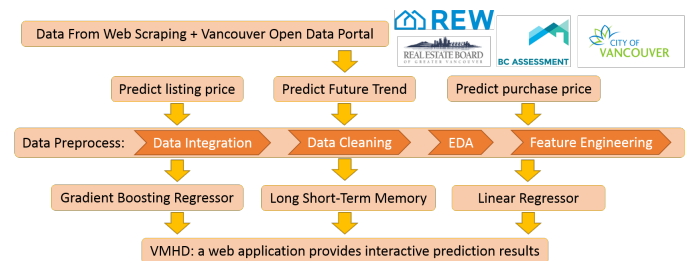 Data From Web Scraping + Vancouver Open Data Portal
REW
REAL ESTATE BOARD
OF GREATER VANCOUVER
BC ASSESSMENT
CITY OF
VANCOUVER
Predict listing price
Predict Future Trend
Predict purchase price
Data Preprocess:
Data Integration
Data Cleaning
EDA
Feature Engineering
Gradient Boosting Regressor
Long Short-Term Memory
Linear Regressor
VMHD: a web application provides interactive prediction results